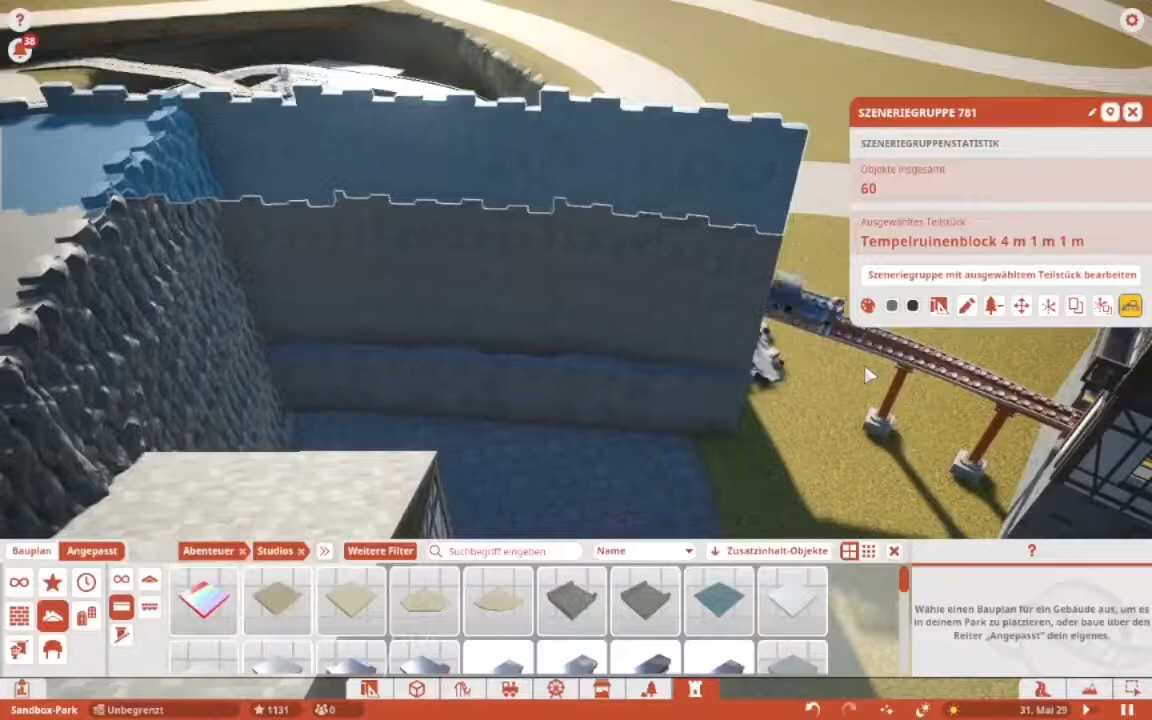 ?
38
SZENERIEGRUPPE 781
SZENERIEGRUPPENSTATISTIK
Objekte insgesamt
60
Ausgewähltes Teilstück
Tempelruinenblock 4 m 1 m 1 m
Szeneriegruppe mit ausgewähltem Teilstück bearbeiten
Bauplan
Angepasst
Abenteuer
Studios
Weitere Filter
Suchbegriff eingeben
Name
Zusatzinhalt-Objekte
?
Wähle einen Bauplan für ein Gebäude aus, um es
in deinem Park zu platzieren, oder baue über den
Reiter „Angepasst“ dein eigenes.
Sandbox-Park
Unbegrenzt
1131
0
31. Mai 29